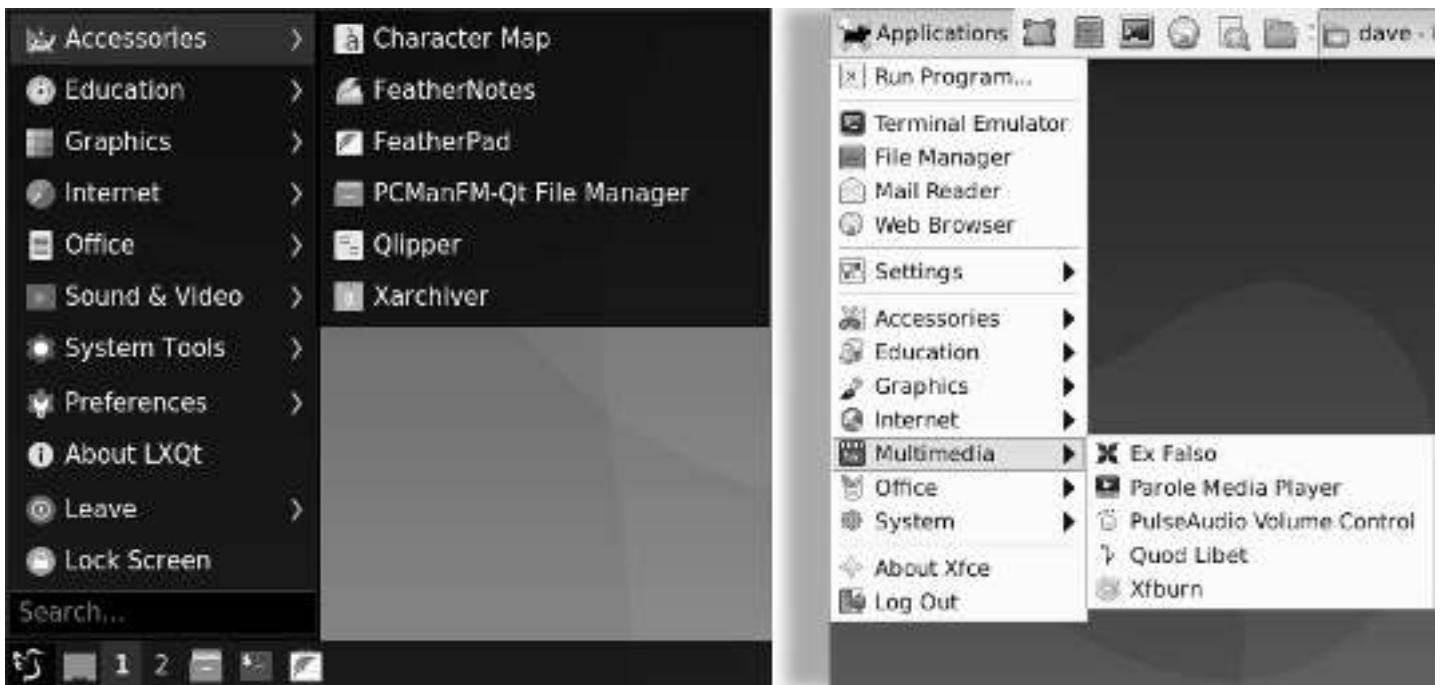 Accessories
Education
Graphics
Internet
Office
Sound & Video
System Tools
Preferences
About LXQt
Leave
Lock Screen
Search...
1 2
Character Map
FeatherNotes
FeatherPad
PCManFM-Qt File Manager
Qlipper
Xarchiver
Applications
dave -
Run Program...
Terminal Emulator
File Manager
Mail Reader
Web Browser
Settings
Accessories
Education
Graphics
Internet
Multimedia
Office
System
About Xfce
Log Out
Ex Falso
Parole Media Player
PulseAudio Volume Control
Quod Libet
Xfburn